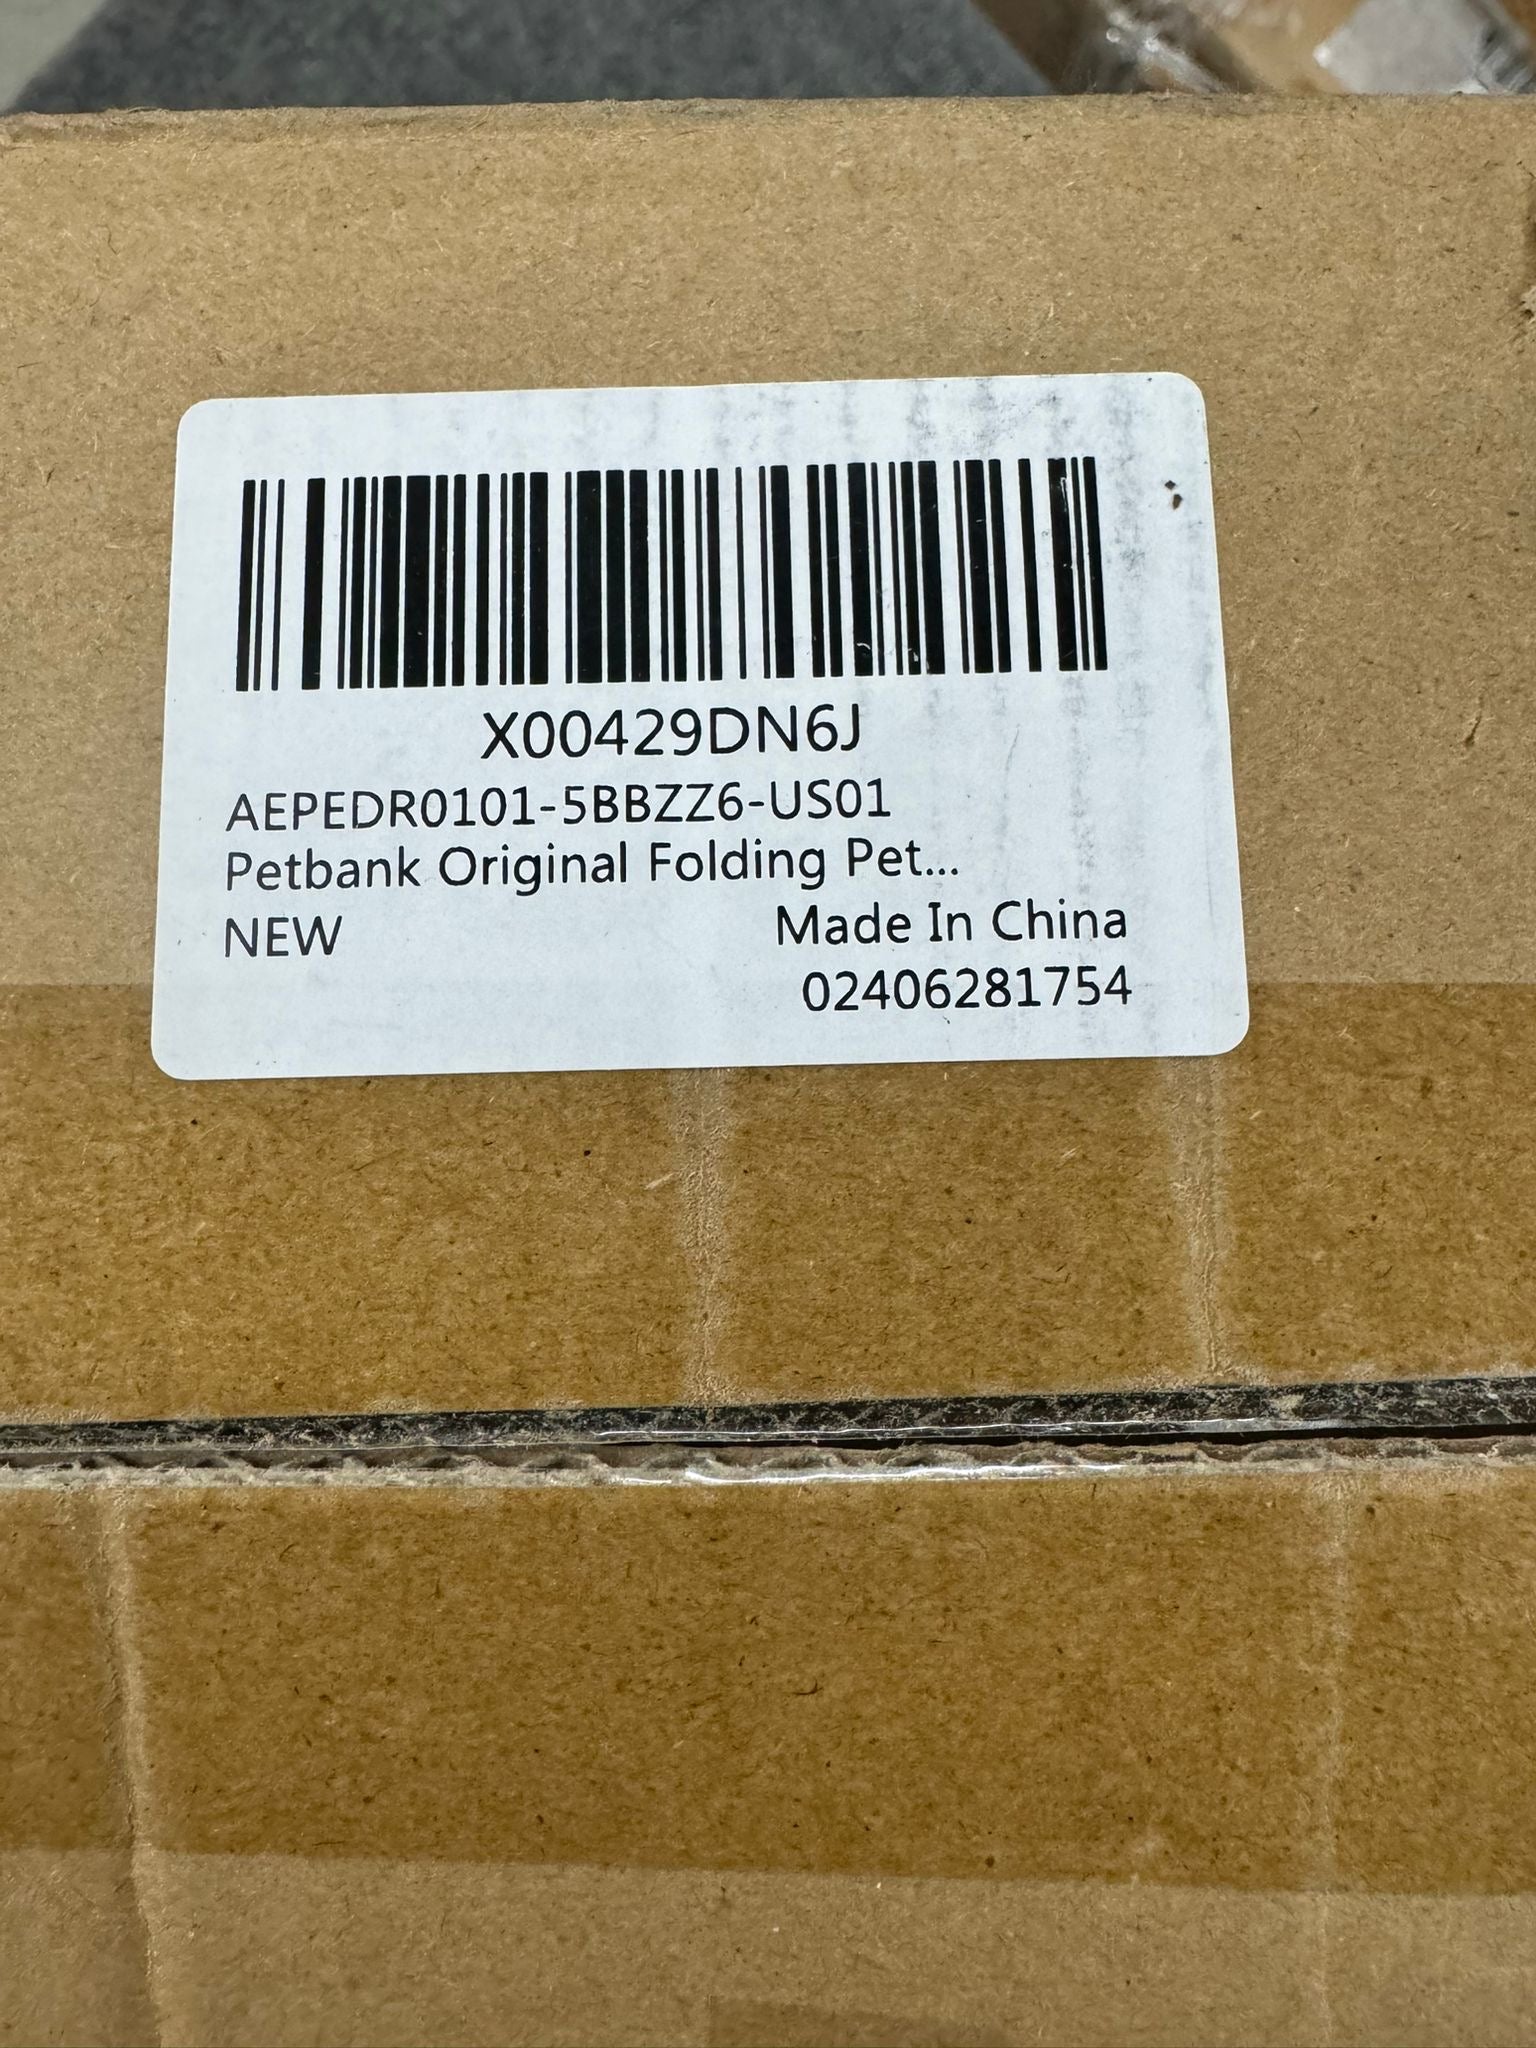 X00429DN6J
AEPEDR0101-5BBZZ6-US01
Petbank Original Folding Pet...
NEW
Made In China
02406281754